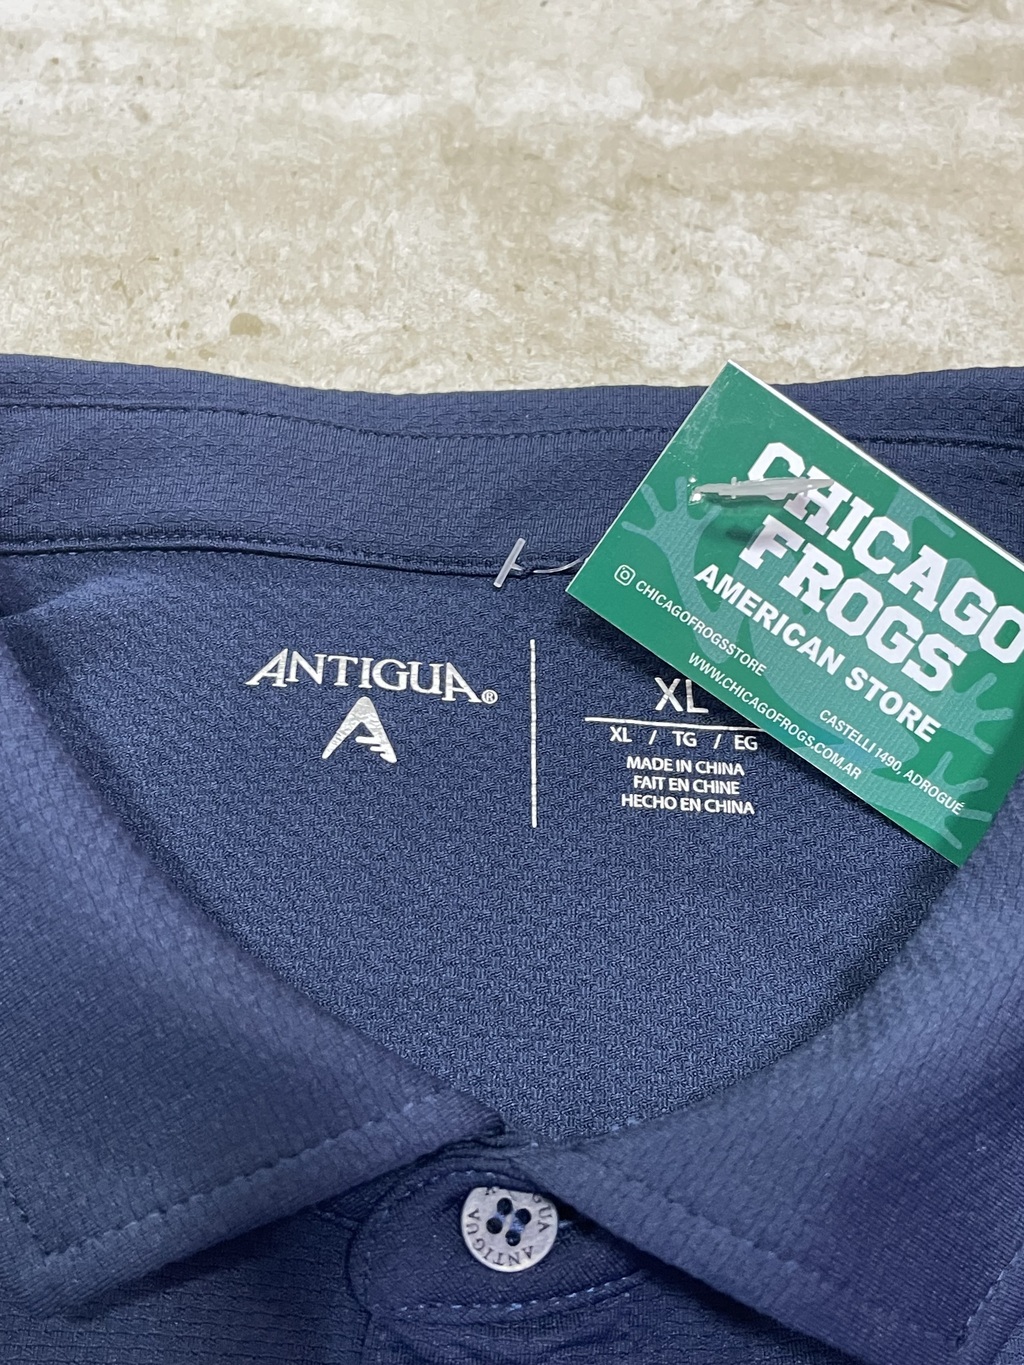 ANTIGUA®
XL
XL / TG / EG
MADE IN CHINA
FAIT EN CHINE
HECHO EN CHINA
CHICAGO
FROGS
AMERICAN STORE
CHICAGOFROGSSTORE
WWW.CHICAGOFROGS.COM.AR
CASTELLI 1490, ADROGUÉ
ANTIGUA